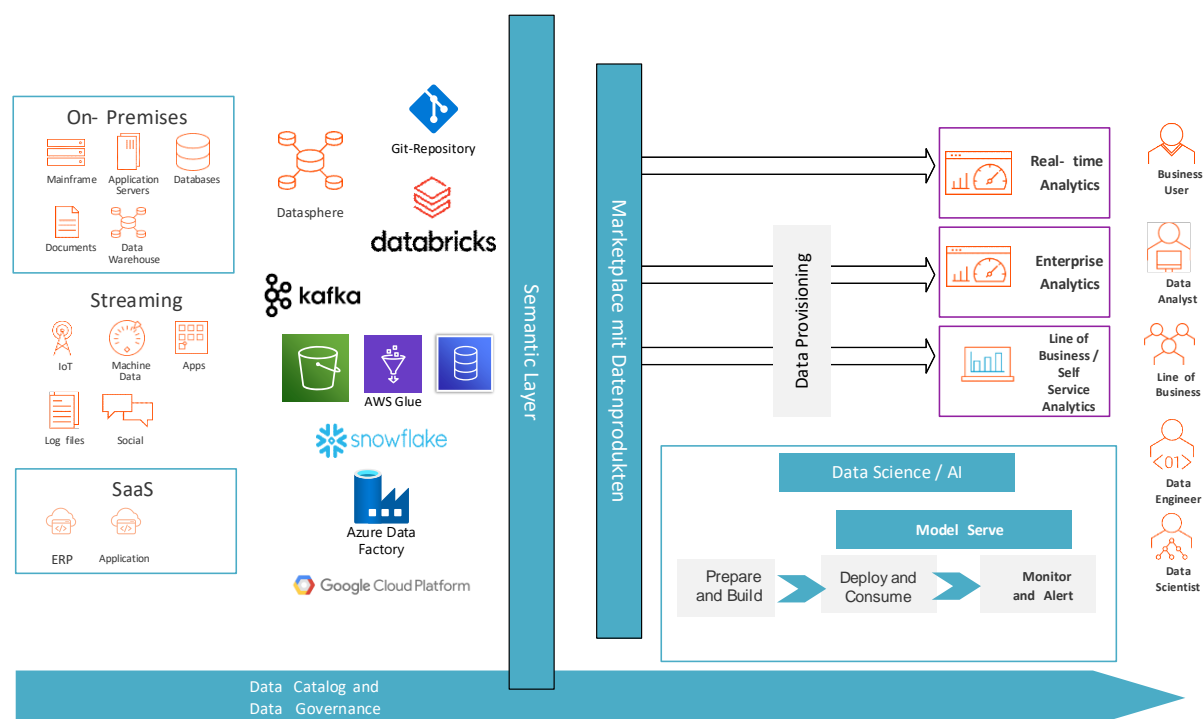 On- Premises
Mainframe
Application
Servers
Databases
Documents
Data
Warehouse
Streaming
IoT
Machine
Data
Apps
Log files
Social
SaaS
ERP
Application
Datasphere
Git-Repository
databricks
kafka
AWS Glue
snowflake
Azure Data
Factory
Google Cloud Platform
Semantic Layer
Marketplace mit Datenprodukten
Data Provisioning
Real- time
Analytics
Enterprise
Analytics
Line of
Business /
Self
Service
Analytics
Data Science / AI
Model Serve
Prepare
and Build
Deploy and
Consume
Monitor
and Alert
Business
User
Data
Analyst
Line of
Business
<01>
Data
Engineer
Data
Scientist
Data Catalog and
Data Governance